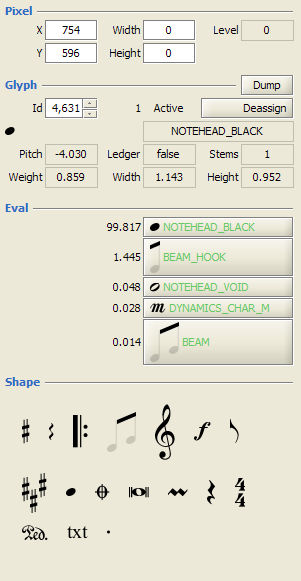 Pixel
X 754 Width 0 Level 0
Y 596 Height 0
Glyph Dump
Id 4,631 1 Active Deassign
NOTEHEAD_BLACK
Pitch -4.030 Ledger false Stems 1
Weight 0.859 Width 1.143 Height 0.952
Eval
99.817 NOTEHEAD_BLACK
1.445 BEAM_HOOK
0.048 NOTEHEAD_VOID
0.028 m DYNAMICS_CHAR_M
0.014 BEAM
Shape
f
4
4
Ped. txt